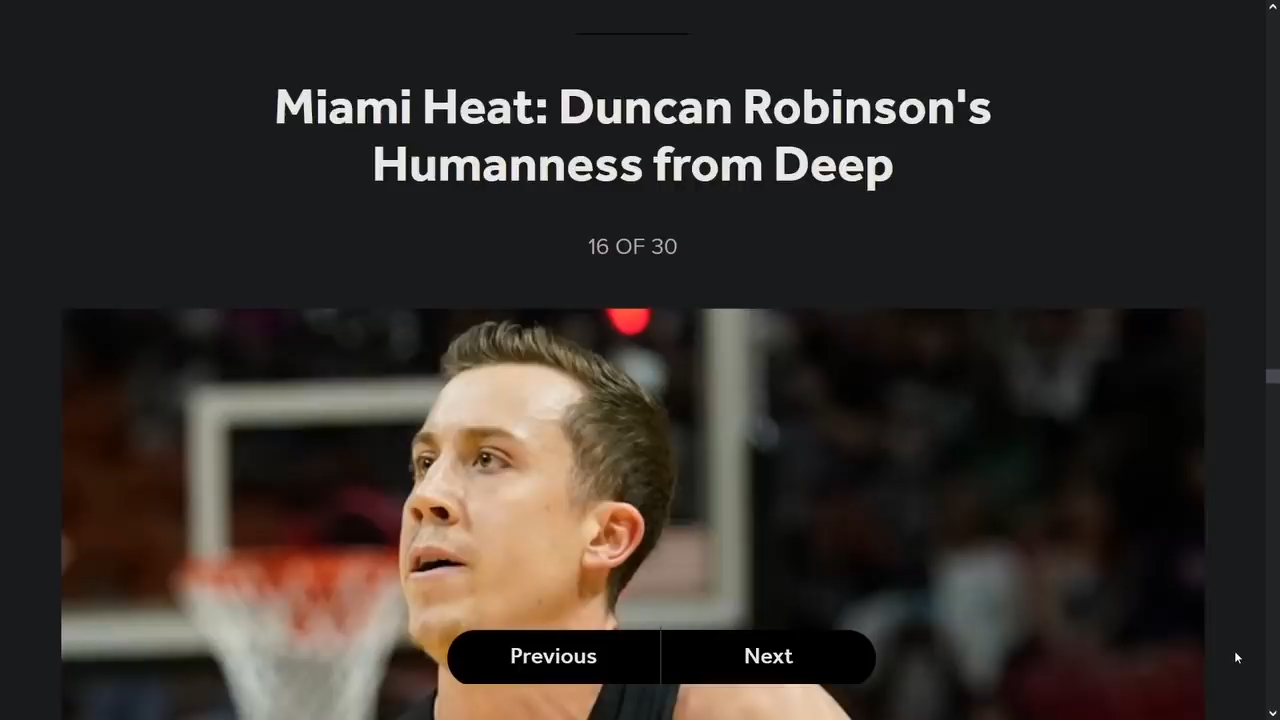 Miami Heat: Duncan Robinson's
Humanness from Deep
16 OF 30
Previous
Next